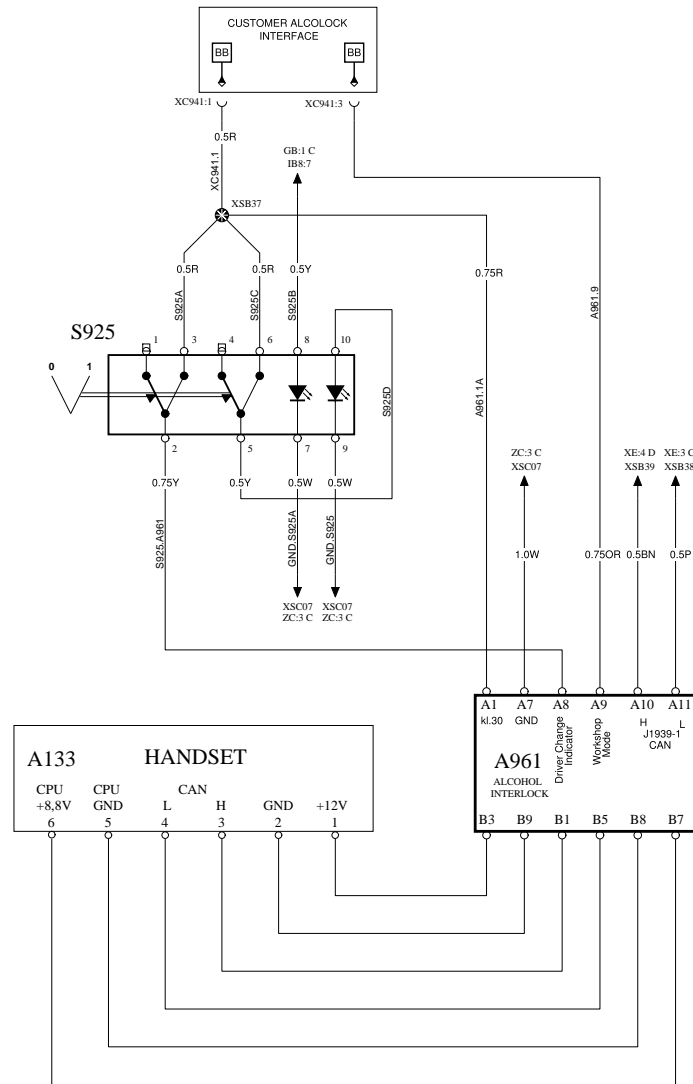 CUSTOMER ALCOLOCK
INTERFACE
BB
BB
XC941:1
XC941:3
0.5R
XC941.1
GB:1 C
IB8:7
XSB37
0.5R
0.5R
0.5Y
0.75R
S925A
S925C
S925B
A961.9
S925
1
3
4
6
8
10
0
1
S925D
A961.1A
2
5
7
9
0.75Y
0.5Y
0.5W
0.5W
ZC:3 C
XSC07
XE:4 D
XSB39
XE:3 C
XSB38
S925.A961
GND.S925A
GND.S925
1.0W
0.75OR
0.5BN
0.5P
XSC07
ZC:3 C
XSC07
ZC:3 C
A1
A7
A8
A9
A10
A11
kl.30
GND
Driver Change
Indicator
Workshop
Mode
H
L
J1939-1
CAN
A961
ALCOHOL
INTERLOCK
B3
B9
B1
B5
B8
B7
A133
HANDSET
CPU
+8,8V
6
CPU
GND
5
CAN
L
4
H
3
GND
2
+12V
1